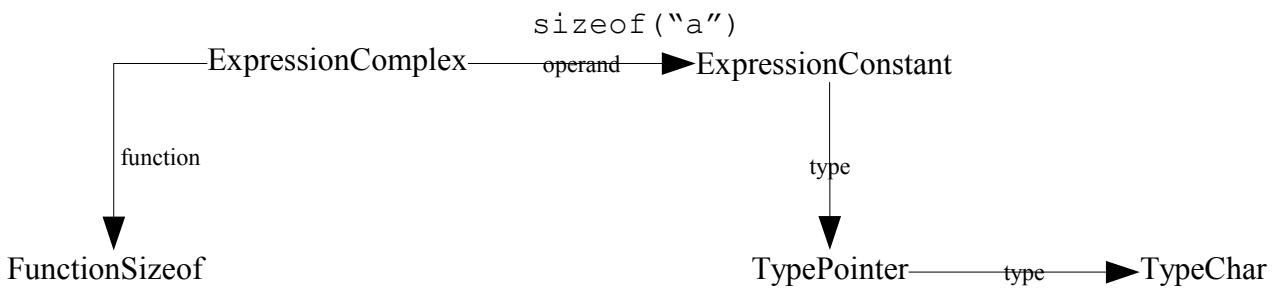 sizeof(“a”)
ExpressionComplex operand ExpressionConstant
function
type
FunctionSizeof
TypePointer type TypeChar